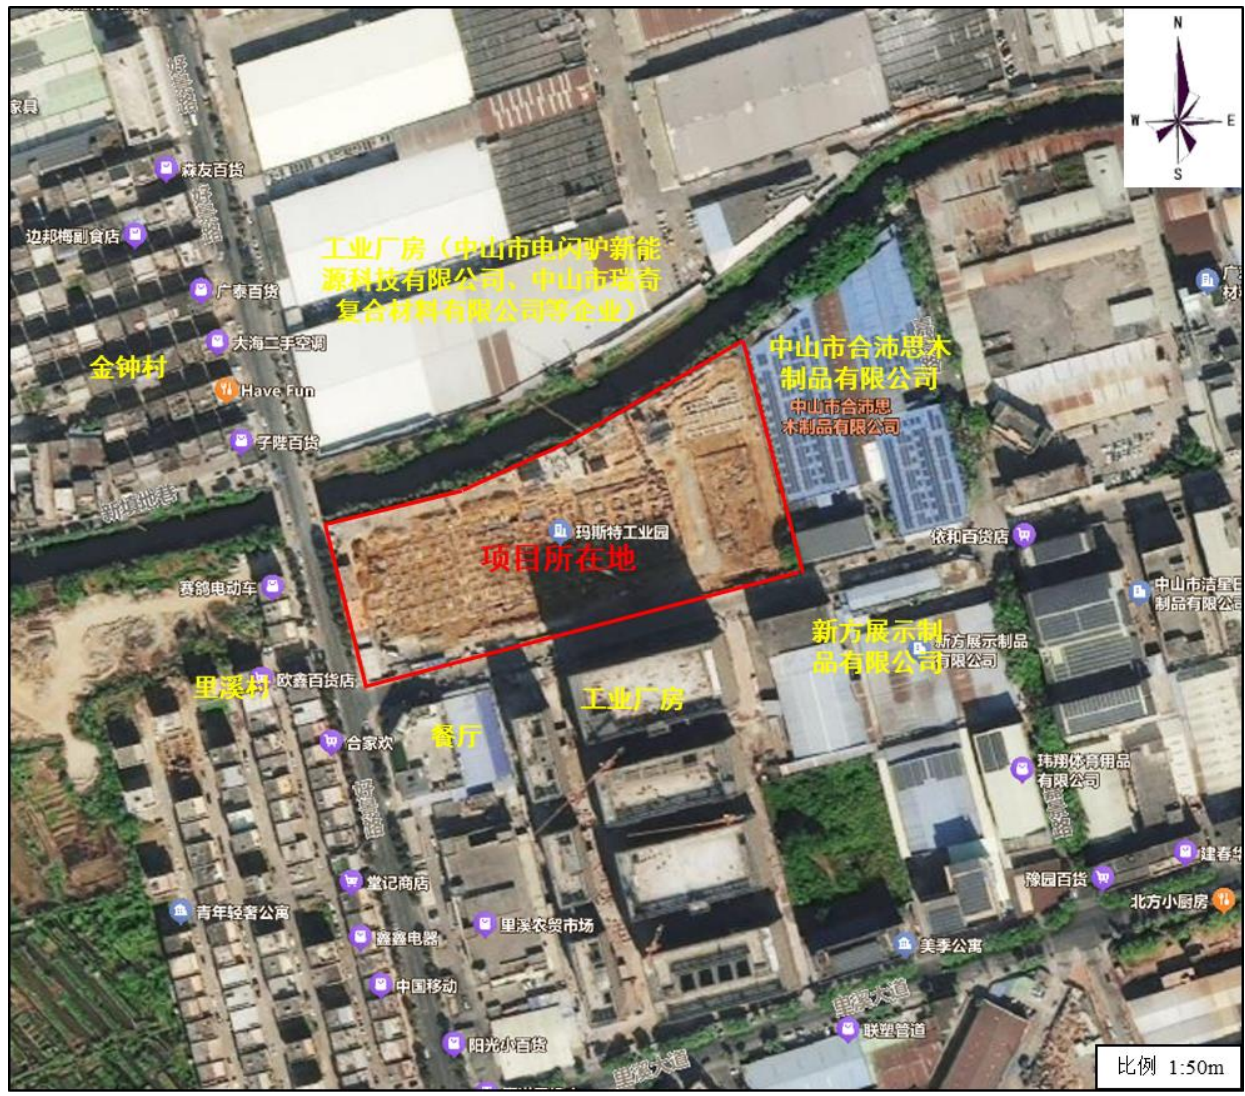 N
W
E
S
家具
森友百货
边邦梅副食店
广泰百货
大海二手空调
金钟村
Have Fun
子陛百货
工业厂房（中山市电闪驴新能
源科技有限公司、中山市瑞奇
复合材料有限公司等企业）
中山市合沛思木
制品有限公司
中山市合沛思
木制品有限公司
新填地巷
玛斯特工业园
项目所在地
依和百货店
赛鸽电动车
中山市洁星日
制品有限公司
新方展示制
品有限公司
新方展示制品
有限公司
里溪村
欧鑫百货店
工业厂房
餐厅
合家欢
玮翔体育用品
有限公司
建春华
豫园百货
北方小厨房
堂记商店
青年轻奢公寓
里溪农贸市场
鑫鑫电器
美季公寓
中国移动
里溪大道
联塑管道
阳光小百货
里溪大道
比例 1:50m